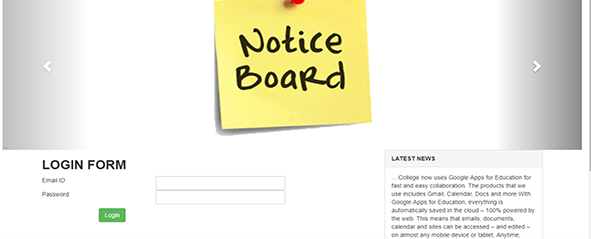 Notice
Board
LOGIN FORM
Email ID
Password
Login
LATEST NEWS
... College now uses Google Apps for Education for
fast and easy collaboration. The products that we
use includes Gmail, Calendar, Docs and more.With
Google Apps for Education, everything is
automatically saved in the cloud – 100% powered by
the web. This means that emails, documents,
calendar and sites can be accessed – and edited –
on almost any mobile device or tablet. Anytime,